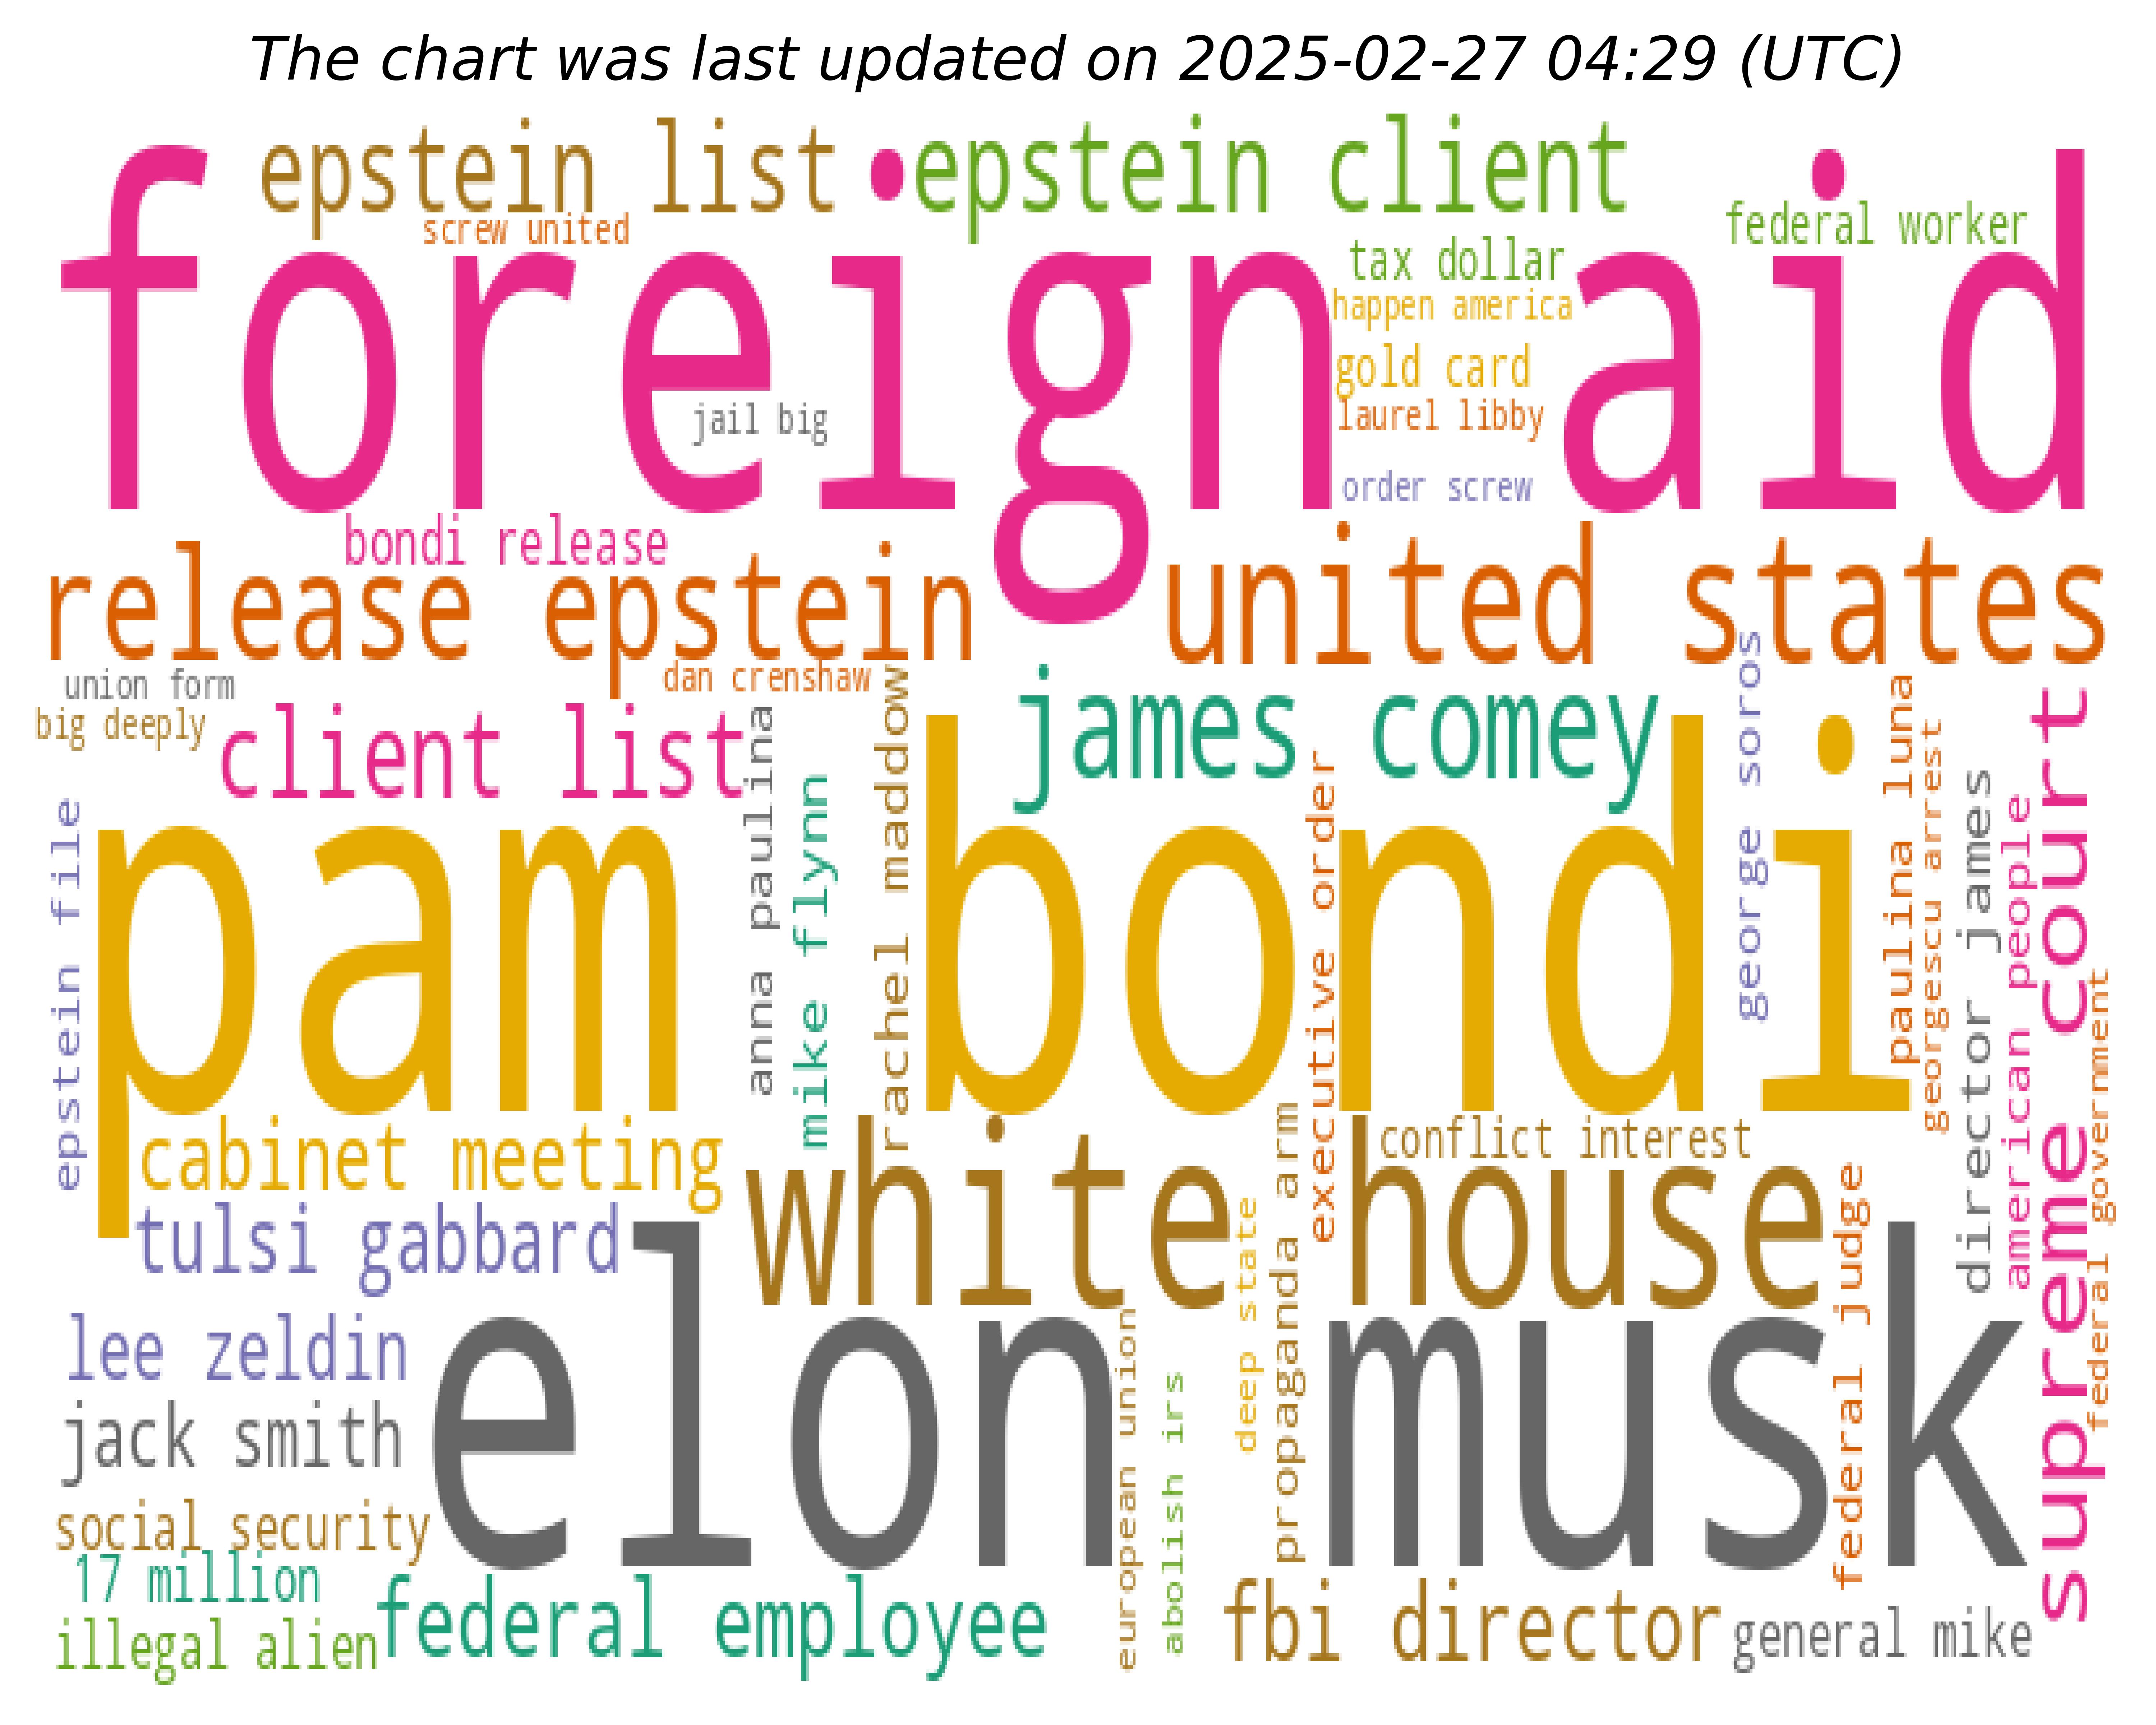 The chart was last updated on 2025-02-27 04:29 (UTC)
epstein list
epstein client
screw united
federal worker
foreign aid
tax dollar
happen america
gold card
laurel libby
jail big
order screw
bondi release
release epstein
united states
union form
dan crenshaw
big deeply
client list
james comey
george soros
paulina luna
georgescu arrest
anna paulina
mike flynn
rachel maddow
epstein file
pam bondi
executive order
director james
american people
supreme court
federal government
cabinet meeting
white house
conflict interest
tulsi gabbard
lee zeldin
jack smith
elon musk
deep state
propaganda arm
federal judge
european union
abolish irs
social security
17 million
illegal alien
federal employee
fbi director
general mike